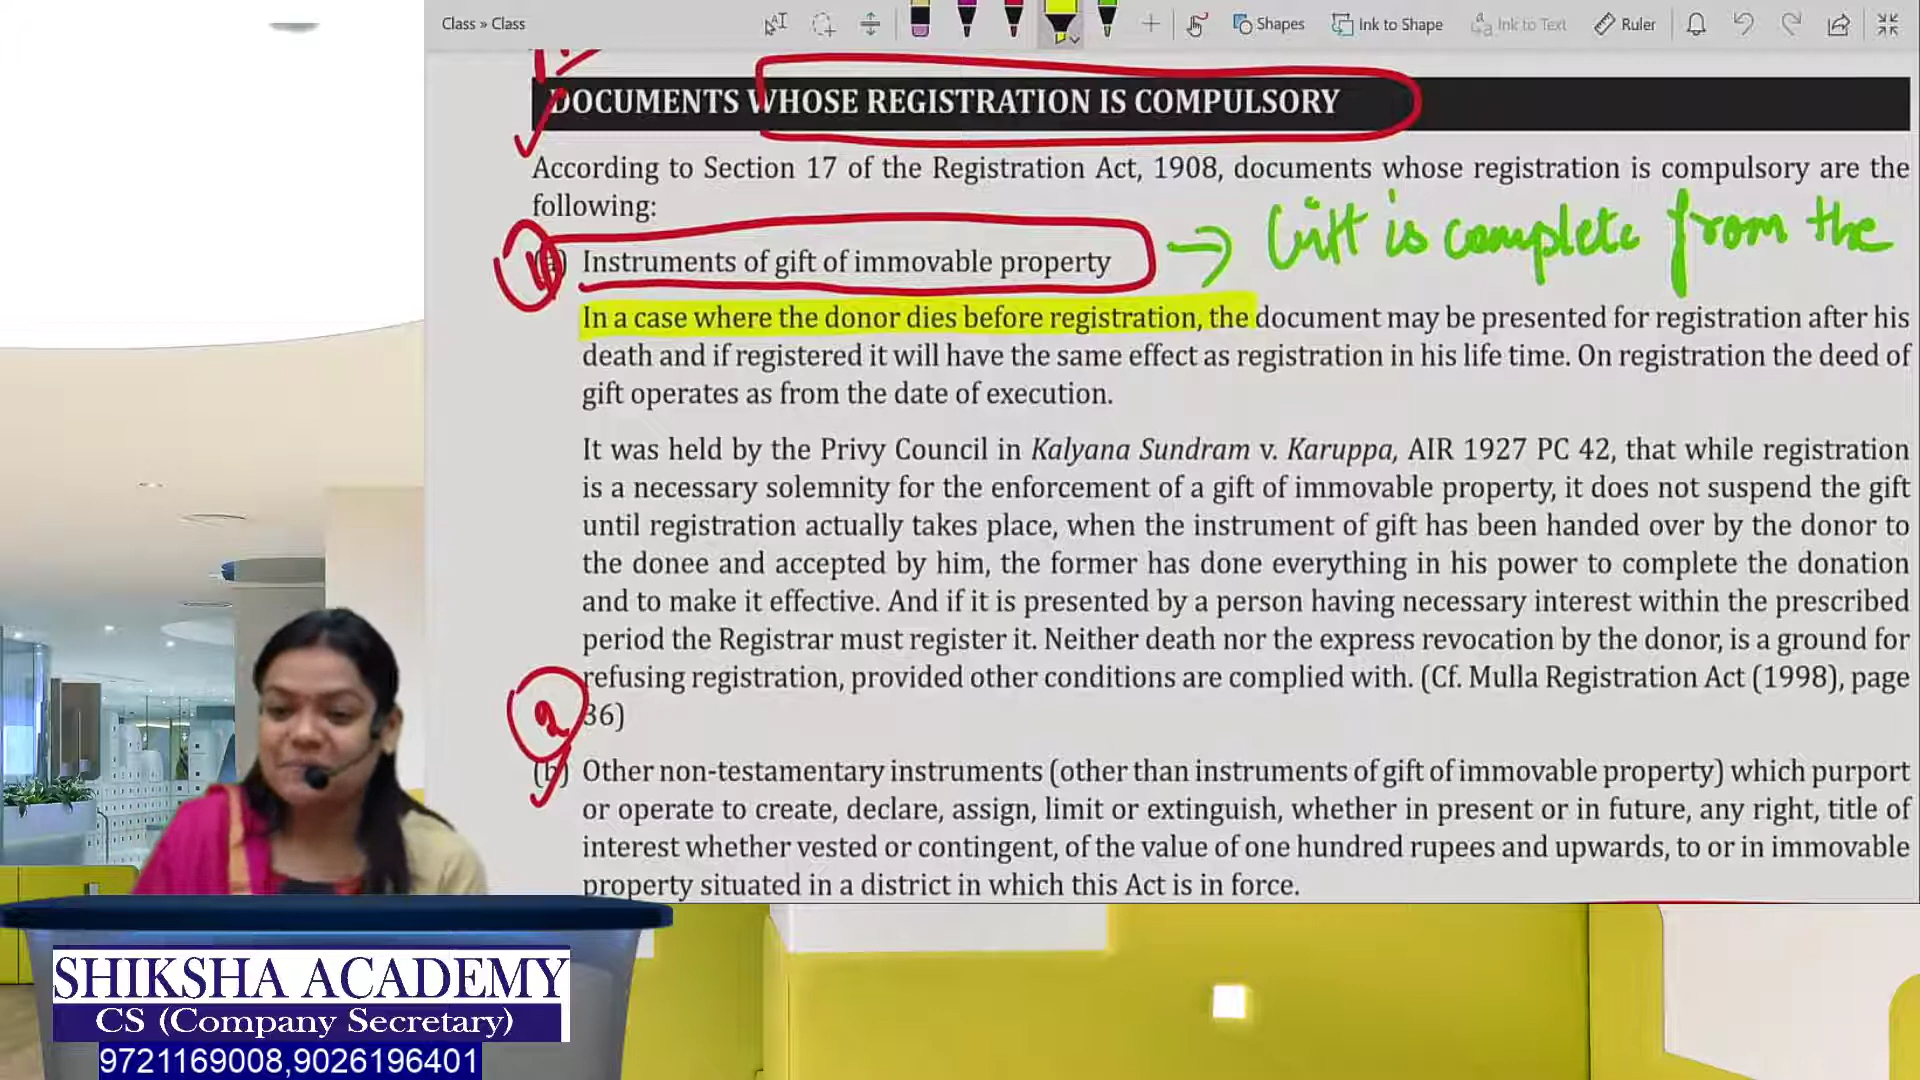 Class » Class
Shapes
Ink to Shape
Ink to Text
Ruler
DOCUMENTS WHOSE REGISTRATION IS COMPULSORY
According to Section 17 of the Registration Act, 1908, documents whose registration is compulsory are the
following:
Instruments of gift of immovable property
→ Gift is complete from the
In a case where the donor dies before registration, the document may be presented for registration after his
death and if registered it will have the same effect as registration in his life time. On registration the deed of
gift operates as from the date of execution.
It was held by the Privy Council in Kalyana Sundram v. Karuppa, AIR 1927 PC 42, that while registration
is a necessary solemnity for the enforcement of a gift of immovable property, it does not suspend the gift
until registration actually takes place, when the instrument of gift has been handed over by the donor to
the donee and accepted by him, the former has done everything in his power to complete the donation
and to make it effective. And if it is presented by a person having necessary interest within the prescribed
period the Registrar must register it. Neither death nor the express revocation by the donor, is a ground for
refusing registration, provided other conditions are complied with. (Cf. Mulla Registration Act (1998), page
36)
2
(b) Other non-testamentary instruments (other than instruments of gift of immovable property) which purport
or operate to create, declare, assign, limit or extinguish, whether in present or in future, any right, title of
interest whether vested or contingent, of the value of one hundred rupees and upwards, to or in immovable
property situated in a district in which this Act is in force.
SHIKSHA ACADEMY
CS (Company Secretary)
9721169008,9026196401